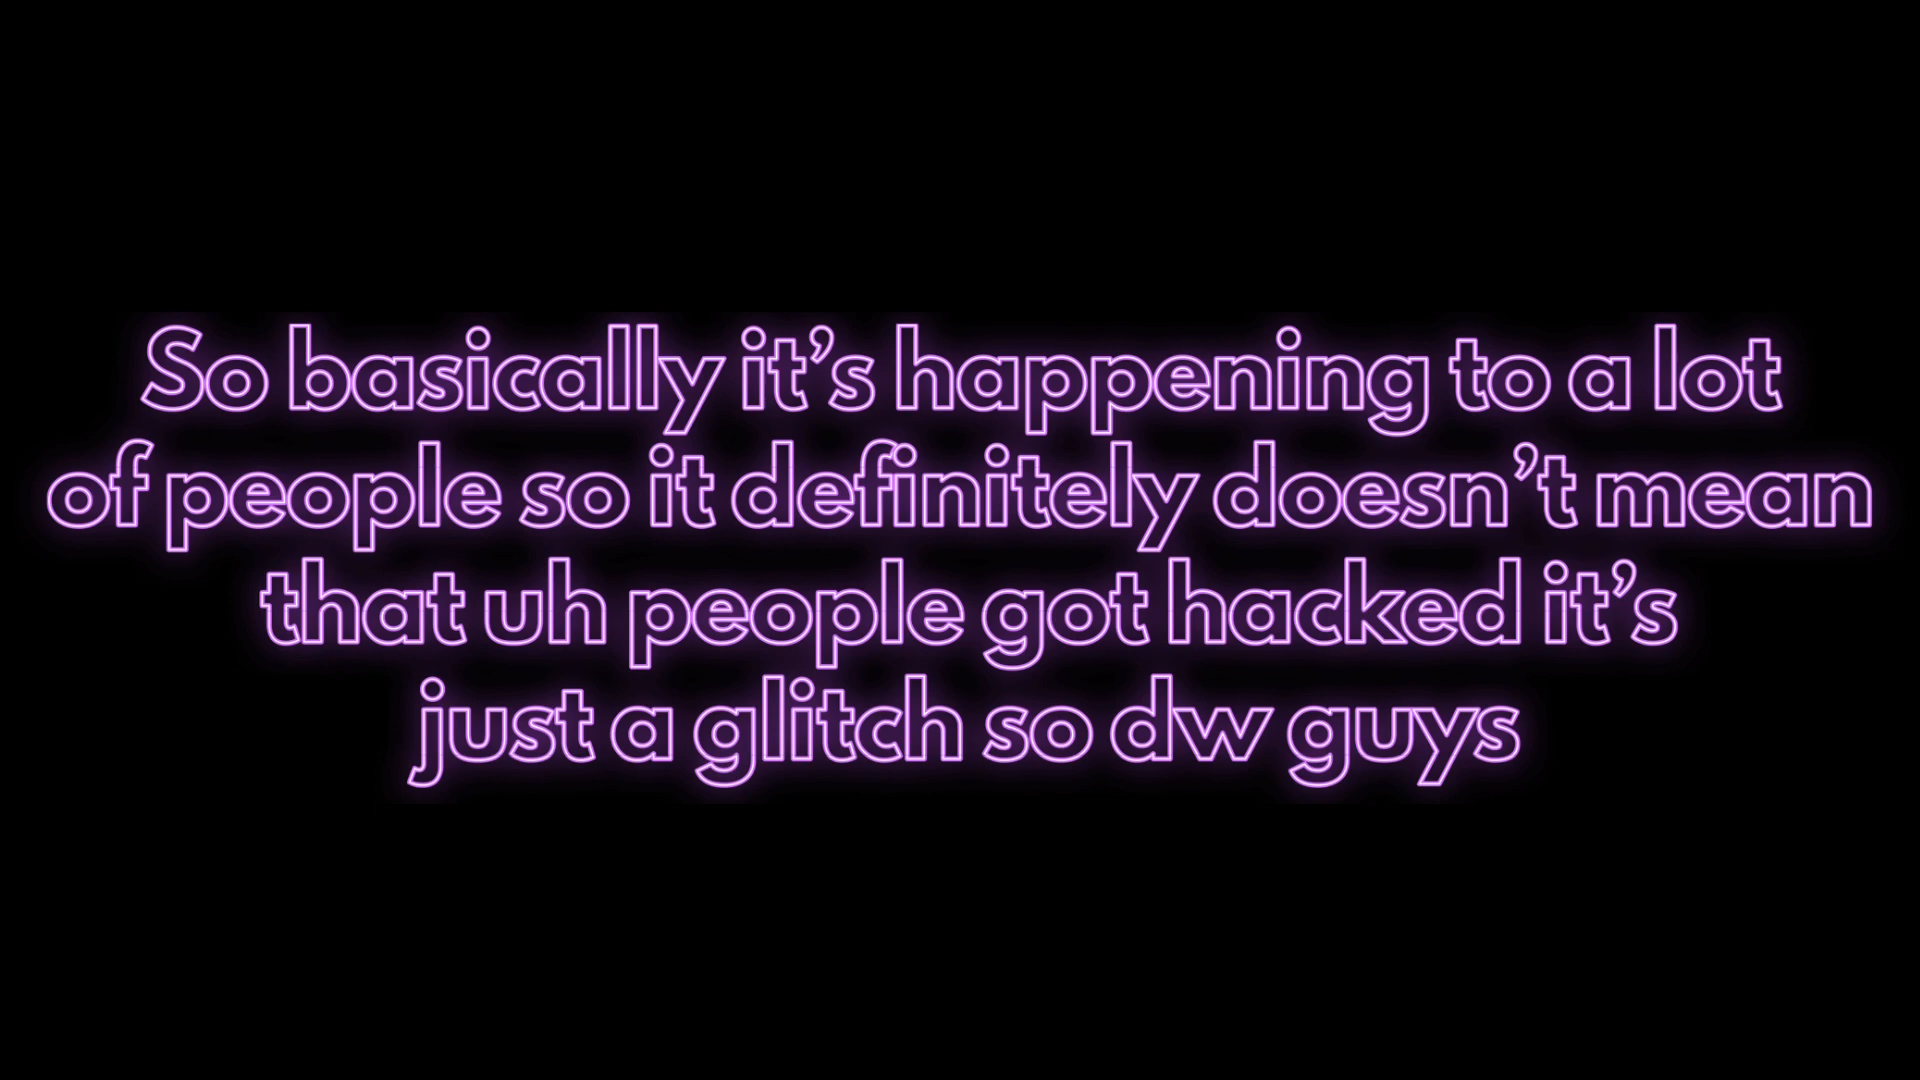 So basically it’s happening to a lot
of people so it definitely doesn’t mean
that uh people got hacked it’s
just a glitch so dw guys